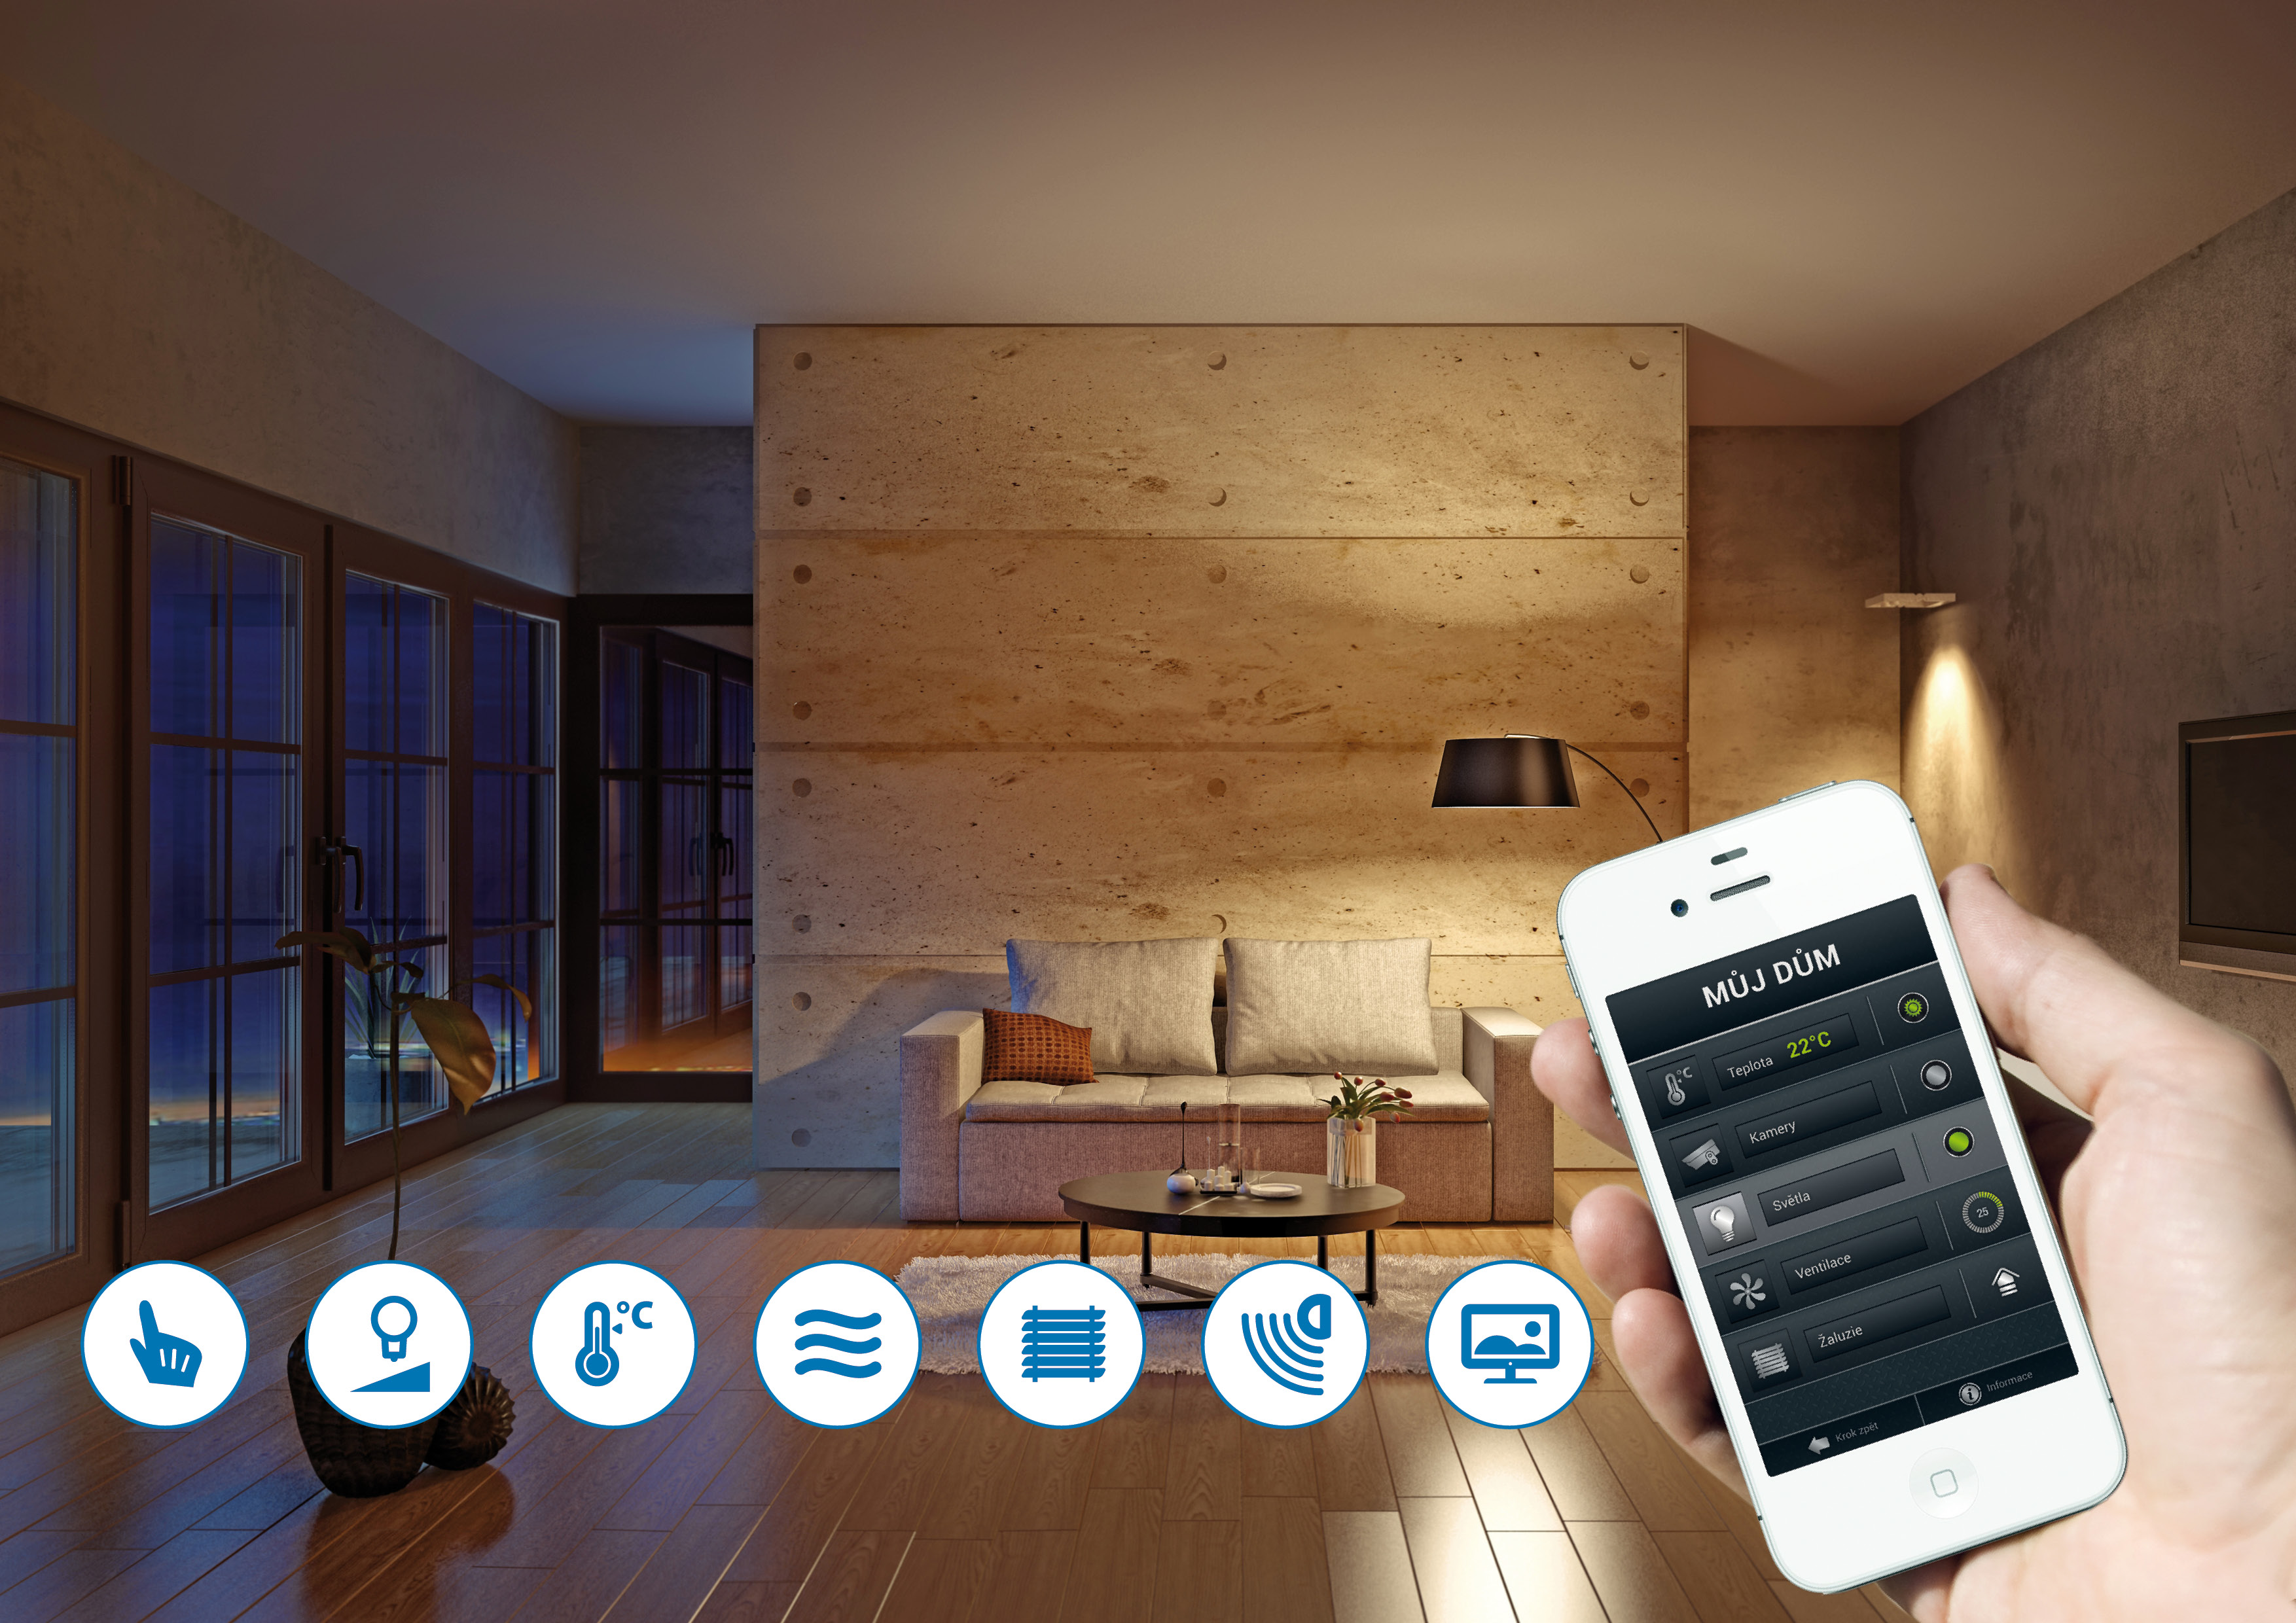 °C
MŮJ DŮM
°C
Teplota 22°C
Kamery
Světla
Ventilace
25
Žaluzie
Krok zpět
Informace